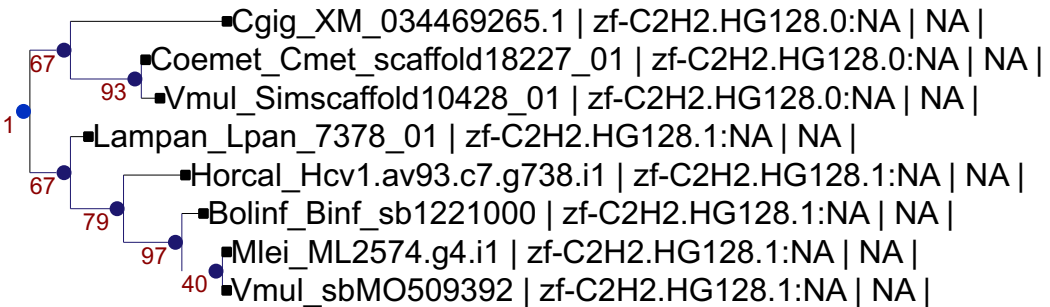 Cgig_XM_034469265.1 | zf-C2H2.HG128.0:NA | NA |
67
Coemet_Cmet_scaffold18227_01 | zf-C2H2.HG128.0:NA | NA |
93
Vmul_Simscaffold10428_01 | zf-C2H2.HG128.0:NA | NA |
1
Lampan_Lpan_7378_01 | zf-C2H2.HG128.1:NA | NA |
67
Horcal_Hcv1.av93.c7.g738.i1 | zf-C2H2.HG128.1:NA | NA |
79
Bolinf_Binf_sb1221000 | zf-C2H2.HG128.1:NA | NA |
97
Mlei_ML2574.g4.i1 | zf-C2H2.HG128.1:NA | NA |
40
Vmul_sbMO509392 | zf-C2H2.HG128.1:NA | NA |